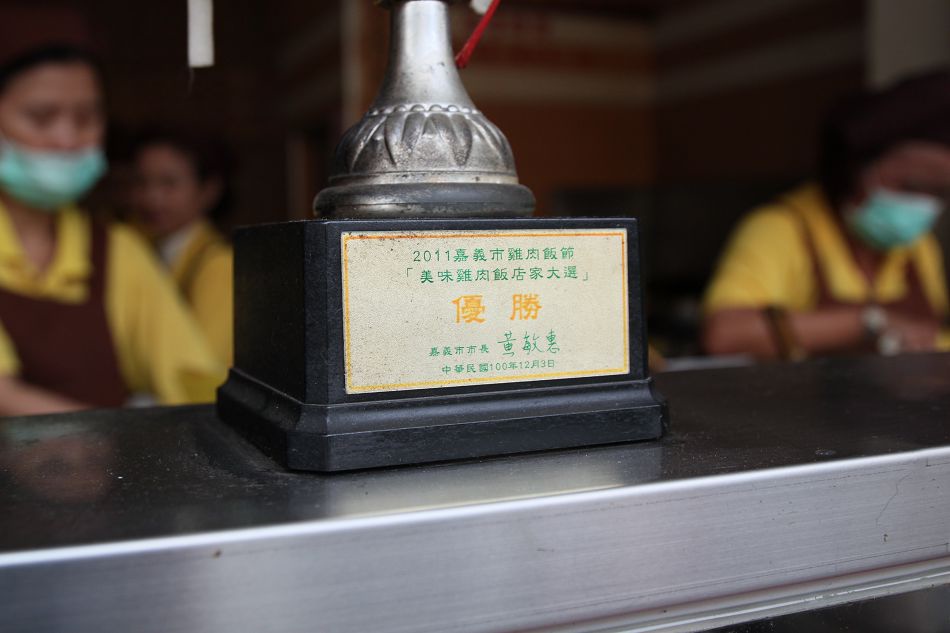 2011嘉義市雞肉飯節
「美味雞肉飯店家大選」
優勝
嘉義市市長 黃敏惠
中華民國100年12月3日